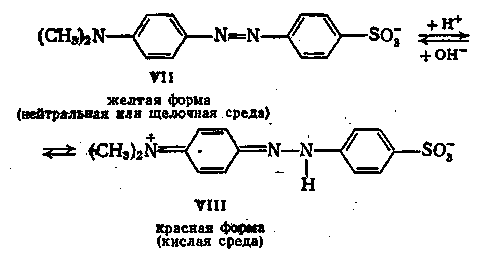 (CH₃)₂N— —N=N— —SO₃⁻ + H⁺
+ OH⁻
VII
желтая форма
(нейтральная или щелочная среда)
(CH₃)₂N⁺= =N—N— —SO₃⁻
H
VIII
красная форма
(кислая среда)